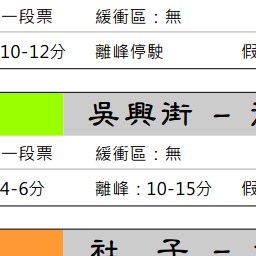 一段票 緩衝區：無
10-12分 離峰停駛 假
吳興街 -
一段票 緩衝區：無
4-6分 離峰：10-15分 假
社 子 -